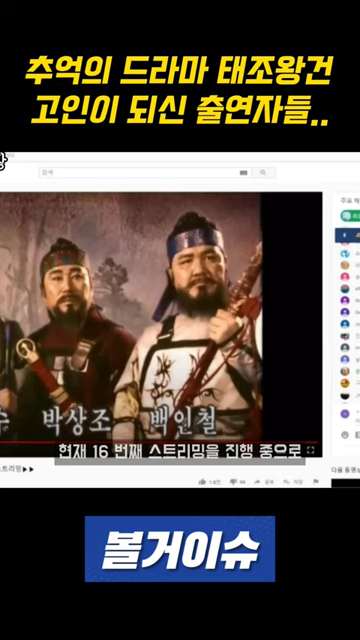 추억의 드라마 태조왕건
고인이 되신 출연자들..
검색
박상조
백인철
현재 16 번째 스트리밍을 진행 중으로
볼거이슈